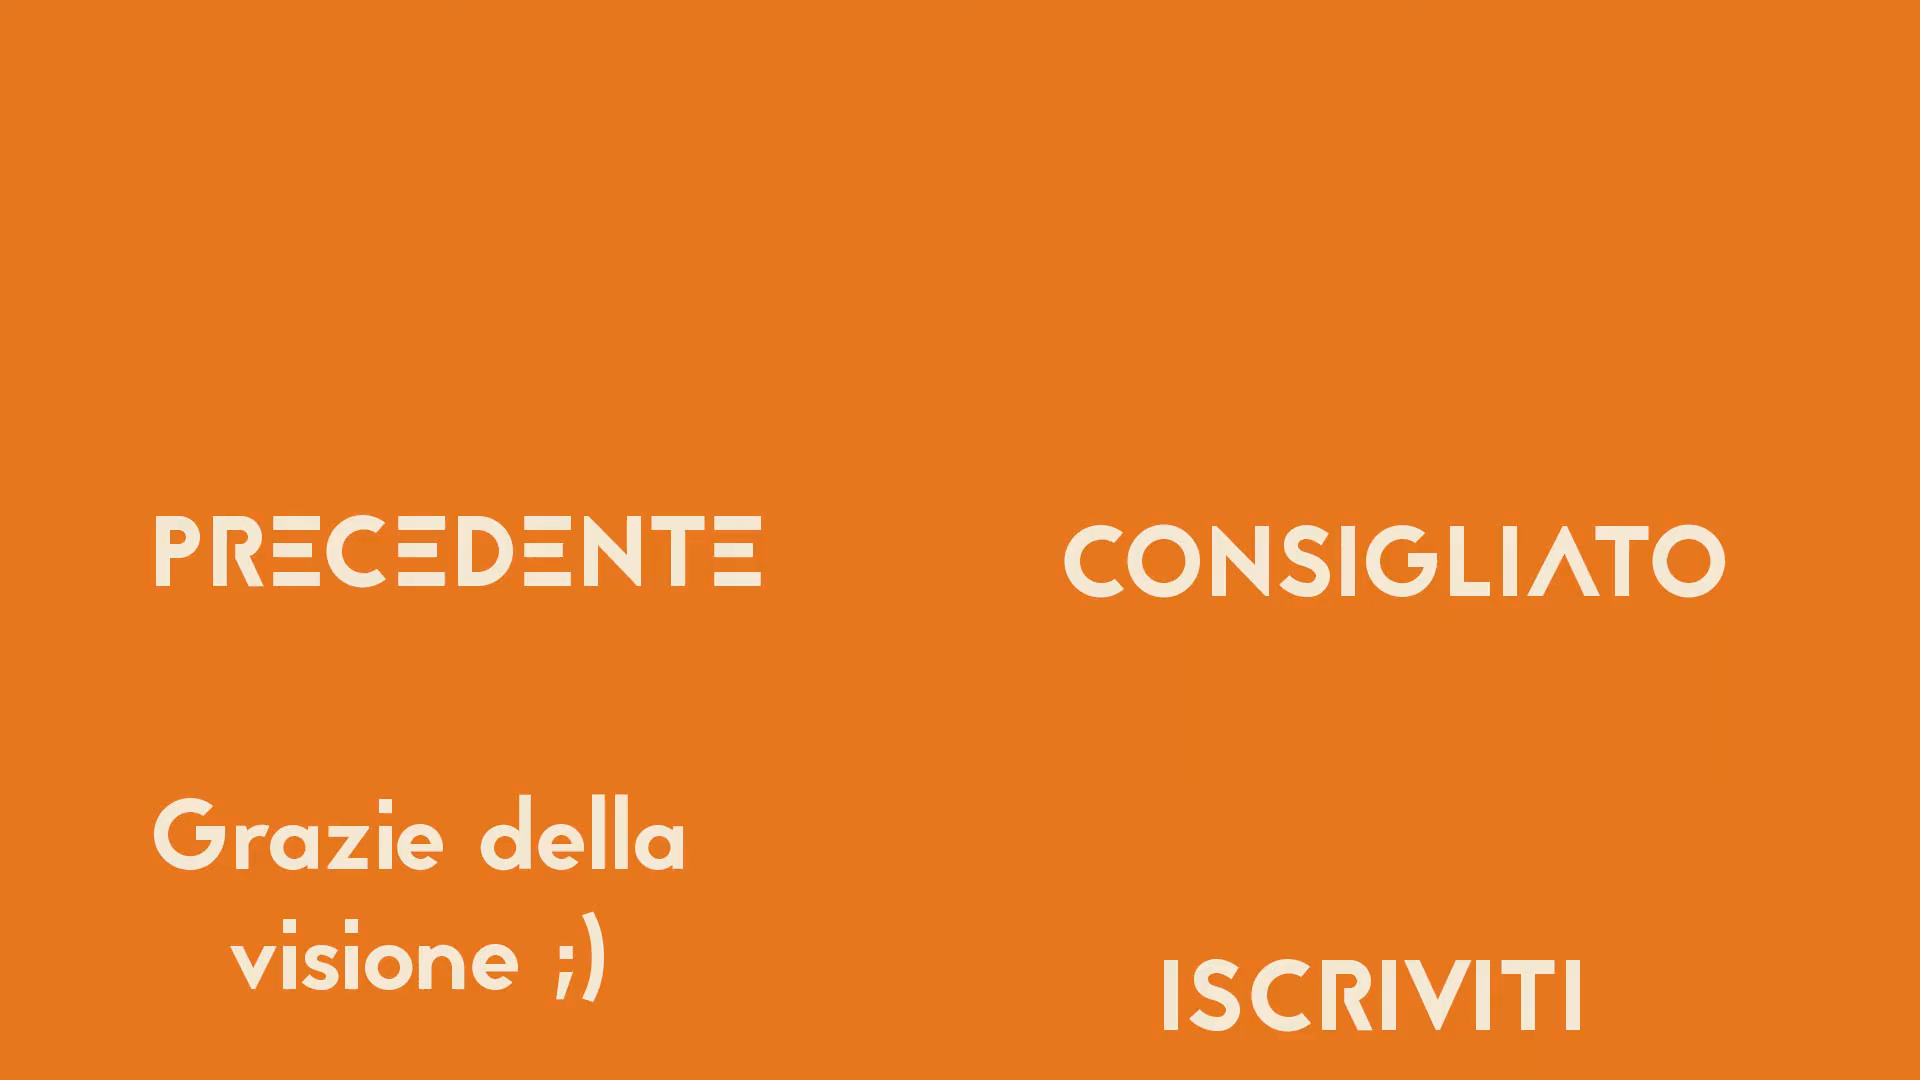 PRECEDENTE
CONSIGLIATO
Grazie della
visione ;)
ISCRIVITI